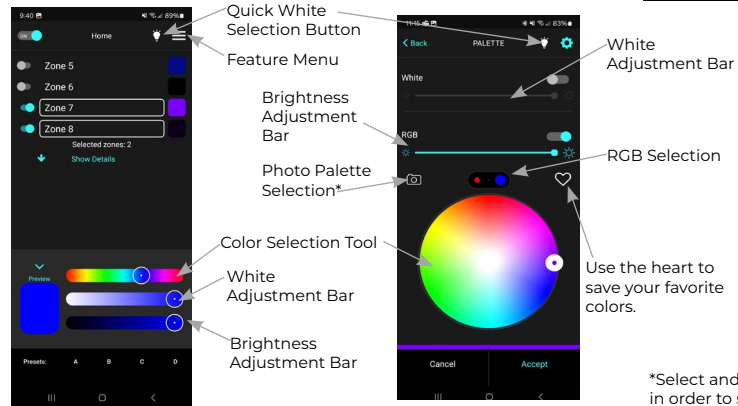 9:40
89%
ON
Home
Zone 5
Zone 6
Zone 7
Zone 8
Selected zones: 2
Show Details
Preview
Presets:
A
B
C
D
Quick White
Selection Button
Feature Menu
Brightness
Adjustment
Bar
Photo Palette
Selection*
Color Selection Tool
White
Adjustment Bar
Brightness
Adjustment Bar
11:15
83%
< Back
PALETTE
White
RGB
Cancel
Accept
White
Adjustment Bar
RGB Selection
Use the heart to
save your favorite
colors.
*Select and
in order to s